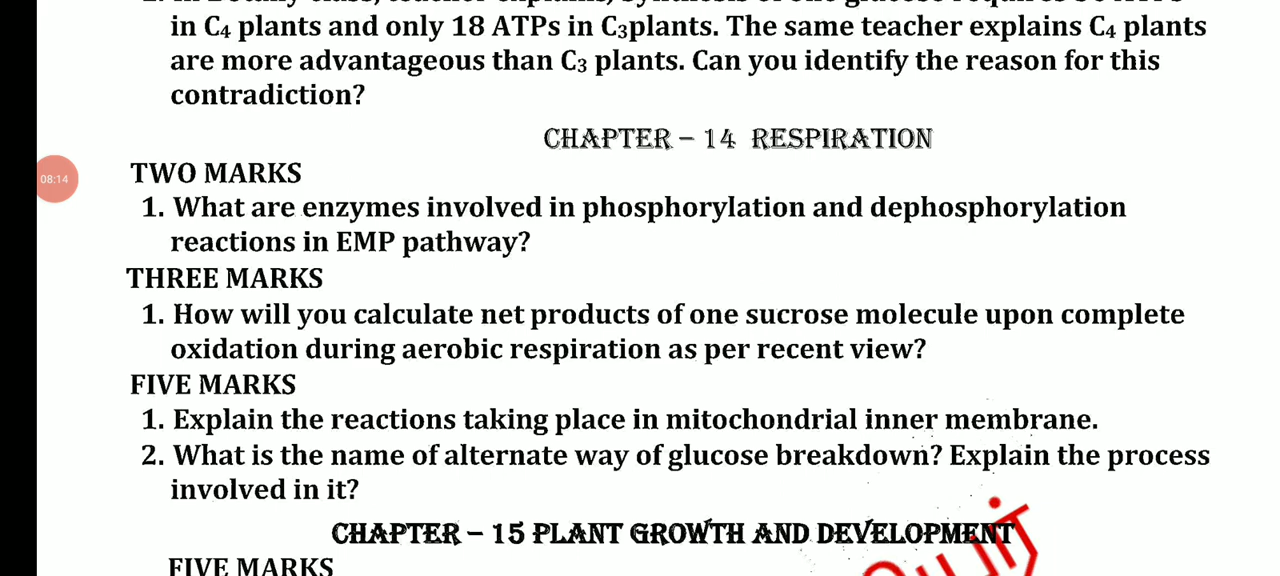 in C₄ plants and only 18 ATPs in C₃plants. The same teacher explains C₄ plants
are more advantageous than C₃ plants. Can you identify the reason for this
contradiction?
CHAPTER – 14 RESPIRATION
TWO MARKS
08:14
1. What are enzymes involved in phosphorylation and dephosphorylation
reactions in EMP pathway?
THREE MARKS
1. How will you calculate net products of one sucrose molecule upon complete
oxidation during aerobic respiration as per recent view?
FIVE MARKS
1. Explain the reactions taking place in mitochondrial inner membrane.
2. What is the name of alternate way of glucose breakdown? Explain the process
involved in it?
CHAPTER – 15 PLANT GROWTH AND DEVELOPMENT
FIVE MARKS